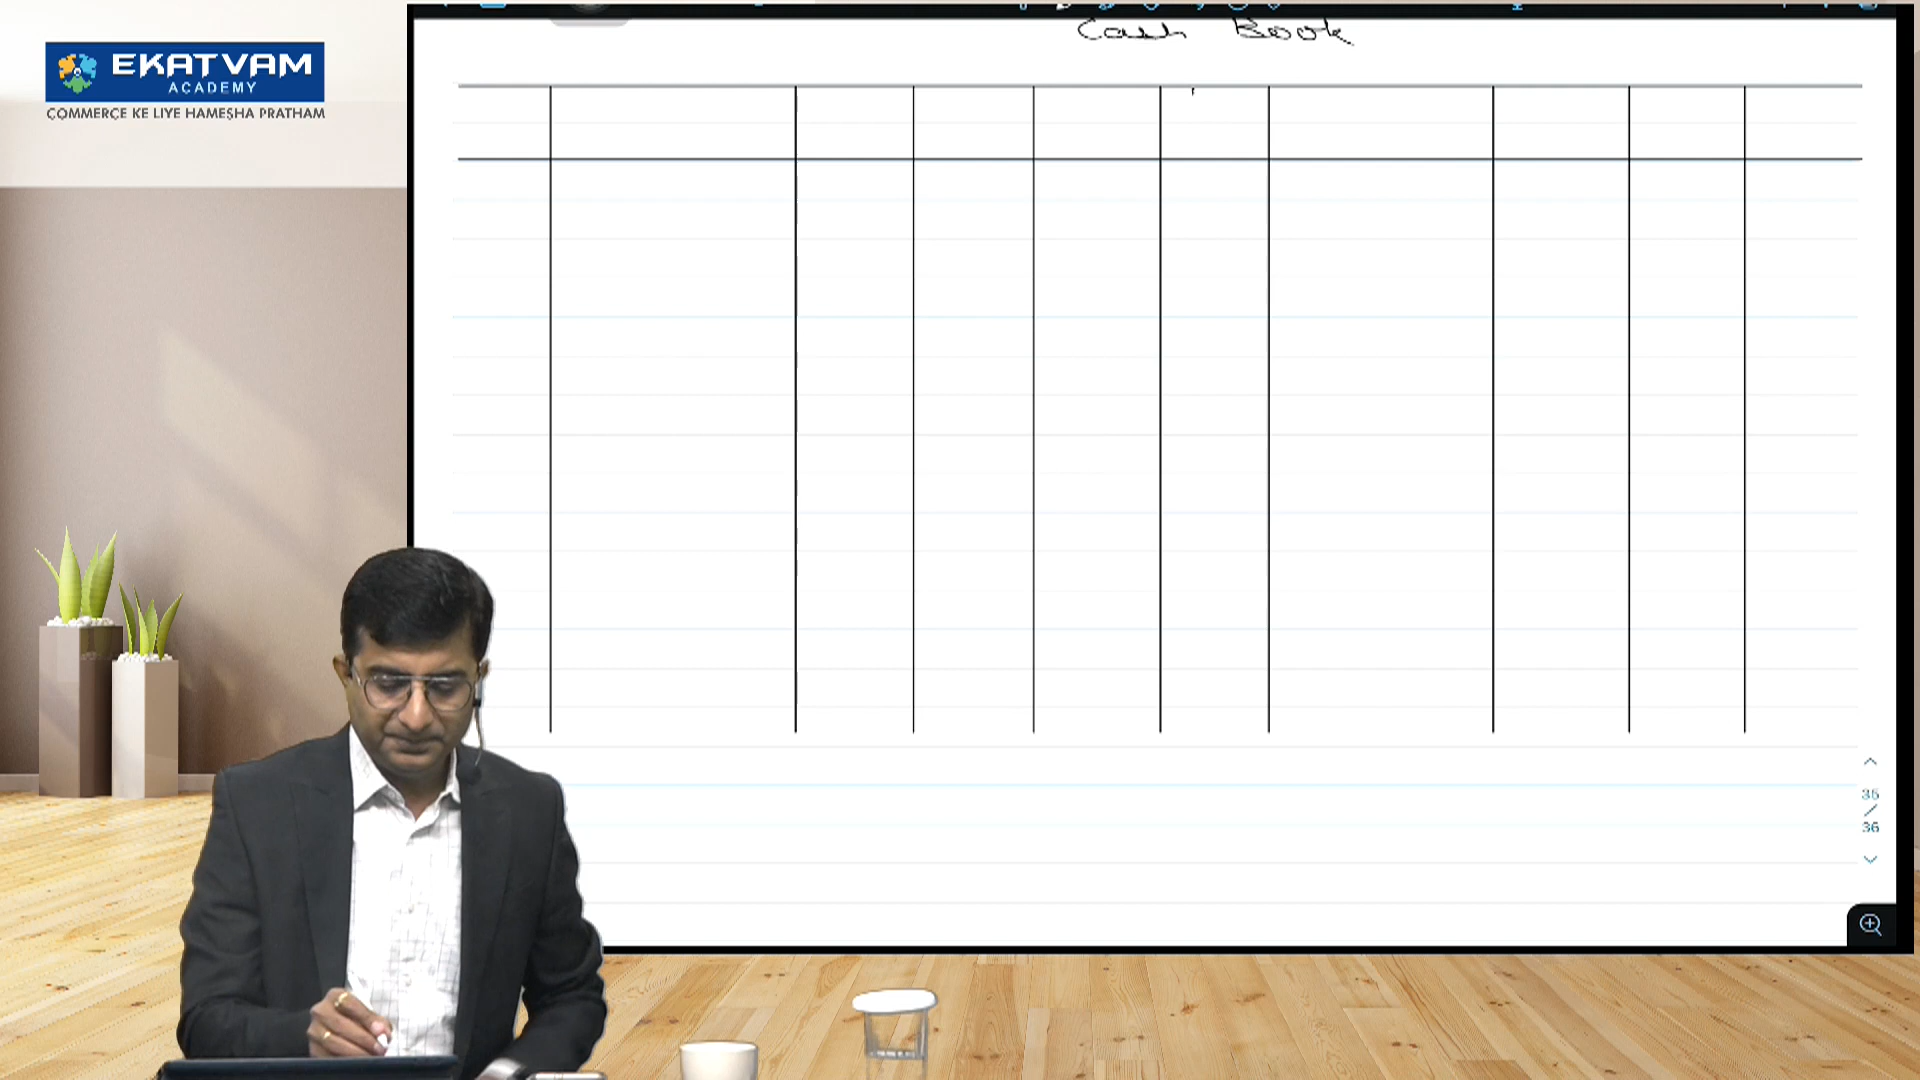 EKATVAM
ACADEMY
COMMERCE KE LIYE HAMESHA PRATHAM
Cash Book
35
/
36